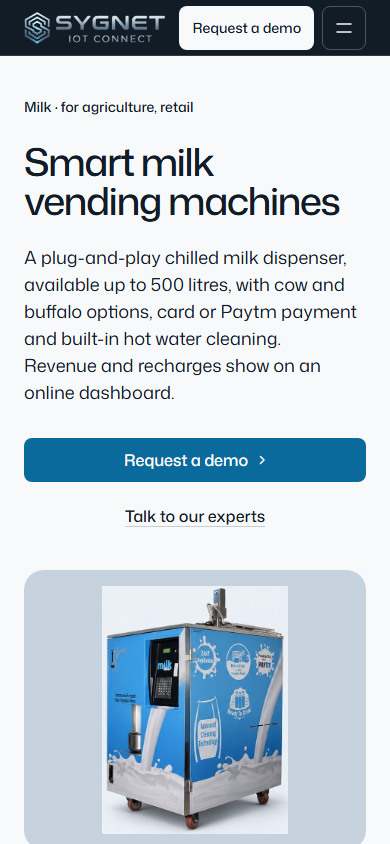 SYGNET
IOT CONNECT
Request a demo
Milk · for agriculture, retail
Smart milk
vending machines
A plug-and-play chilled milk dispenser,
available up to 500 litres, with cow and
buffalo options, card or Paytm payment
and built-in hot water cleaning.
Revenue and recharges show on an
online dashboard.
Request a demo
Talk to our experts
milk
24x7
PAYTM
Ready To Drink
Advanced
Cleaning
Technology